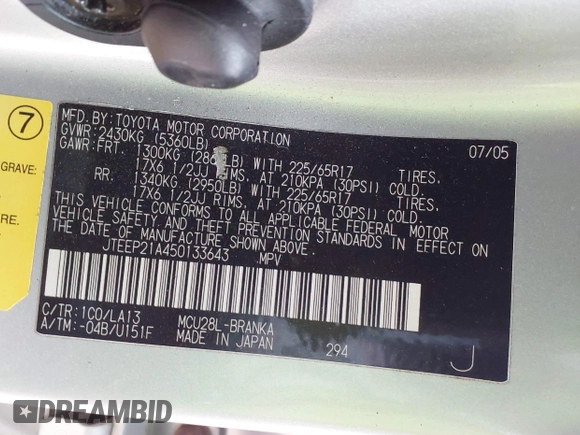 MFD. BY: TOYOTA MOTOR CORPORATION 07/05
GVWR: 2430KG (5360LB)
GAWR: FRT. 1300KG (286 LB) WITH 225/65R17 TIRES.
17X6 1/2JJ RIMS, AT 210KPA (30PSI) COLD.
RR. 1340KG (2950LB) WITH 225/65R17 TIRES.
17X6 1/2JJ RIMS, AT 210KPA (30PSI) COLD.
THIS VEHICLE CONFORMS TO ALL APPLICABLE FEDERAL MOTOR
VEHICLE SAFETY AND THEFT PREVENTION STANDARDS IN EFFECT ON
THE DATE OF MANUFACTURE SHOWN ABOVE.
JTEEP21A450133643 MPV
C/TR: 1C0/LA13 MCU28L-BRANKA
A/TM: -04B/U151F MADE IN JAPAN 294 J
7
GRAVE:
URE.
RE
DREAMBID